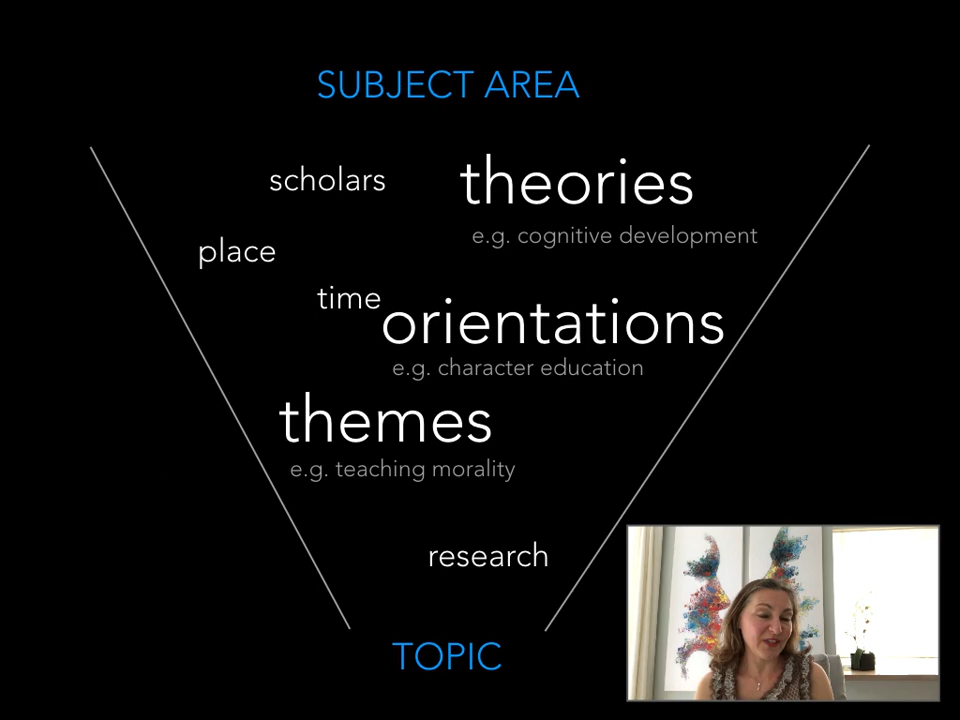 SUBJECT AREA
scholars
theories
e.g. cognitive development
place
time
orientations
e.g. character education
themes
e.g. teaching morality
research
TOPIC